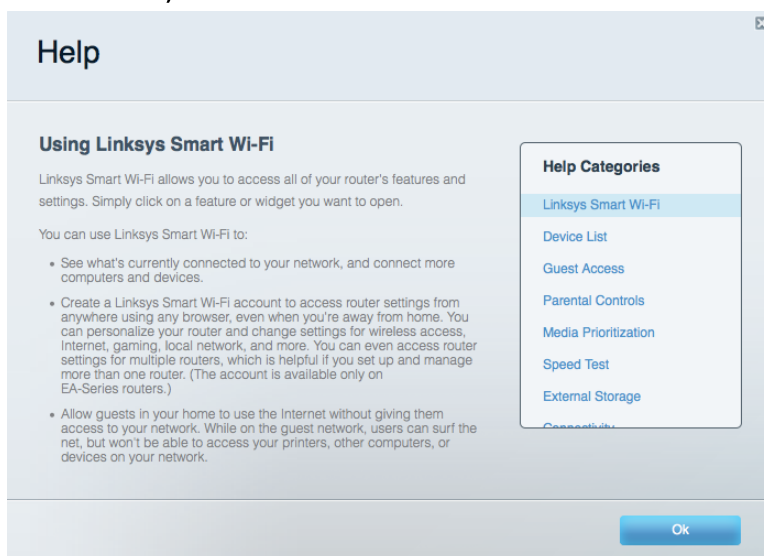 Help
Using Linksys Smart Wi-Fi
Linksys Smart Wi-Fi allows you to access all of your router's features and
settings. Simply click on a feature or widget you want to open.
You can use Linksys Smart Wi-Fi to:
• See what's currently connected to your network, and connect more
computers and devices.
• Create a Linksys Smart Wi-Fi account to access router settings from
anywhere using any browser, even when you're away from home. You
can personalize your router and change settings for wireless access,
Internet, gaming, local network, and more. You can even access router
settings for multiple routers, which is helpful if you set up and manage
more than one router. (The account is available only on
EA-Series routers.)
• Allow guests in your home to use the Internet without giving them
access to your network. While on the guest network, users can surf the
net, but won't be able to access your printers, other computers, or
devices on your network.
Help Categories
Linksys Smart Wi-Fi
Device List
Guest Access
Parental Controls
Media Prioritization
Speed Test
External Storage
Connectivity
Ok